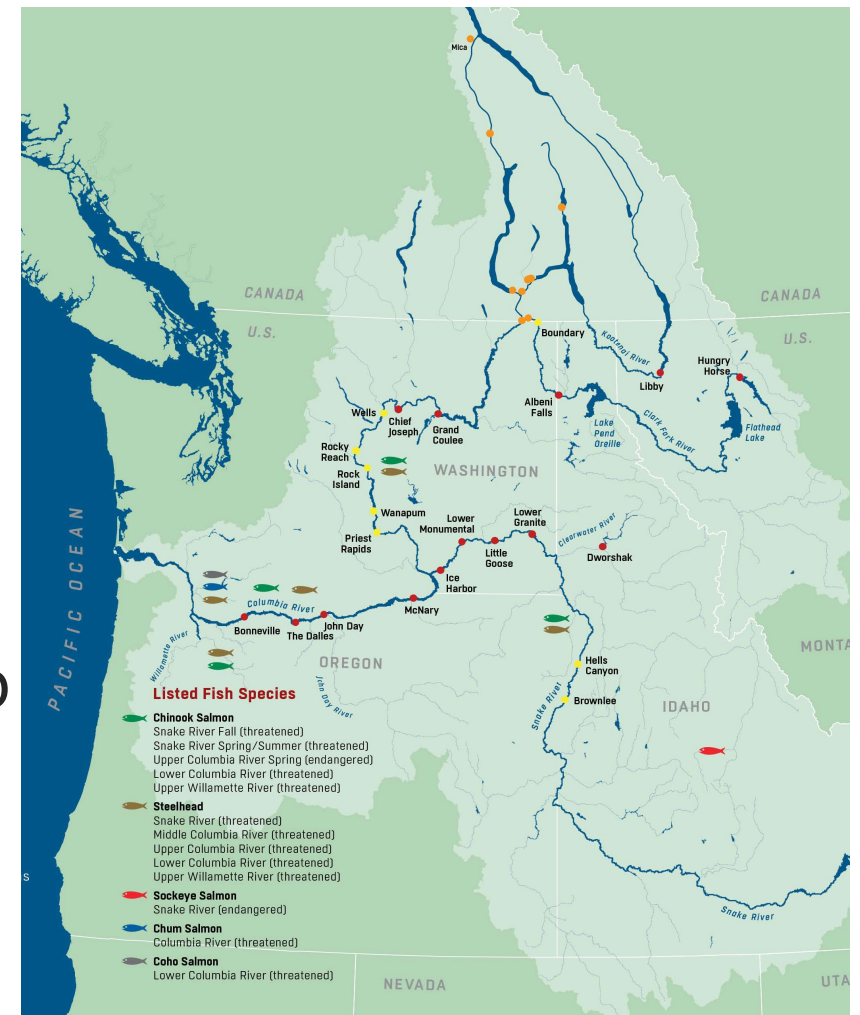 Mica
CANADA
U.S.
CANADA
U.S.
Boundary
Kootenai River
Hungry
Horse
Libby
Albeni
Falls
Wells
Chief
Joseph
Grand
Coulee
Lake
Pend
Oreille
Clark Fork River
Flathead
Lake
Rocky
Reach
Rock
Island
WASHINGTON
Wanapum
Priest
Rapids
Lower
Monumental
Lower
Granite
Little
Goose
Clearwater River
Dworshak
Ice
Harbor
McNary
PACIFIC OCEAN
Columbia River
Bonneville
The Dalles
John Day
Willamette River
OREGON
John Day River
Hells
Canyon
Brownlee
Snake River
IDAHO
MONTA
Listed Fish Species
Chinook Salmon
Snake River Fall (threatened)
Snake River Spring/Summer (threatened)
Upper Columbia River Spring (endangered)
Lower Columbia River (threatened)
Upper Willamette River (threatened)
Steelhead
Snake River (threatened)
Middle Columbia River (threatened)
Upper Columbia River (threatened)
Lower Columbia River (threatened)
Upper Willamette River (threatened)
Sockeye Salmon
Snake River (endangered)
Chum Salmon
Columbia River (threatened)
Coho Salmon
Lower Columbia River (threatened)
s
Snake River
NEVADA
UTA